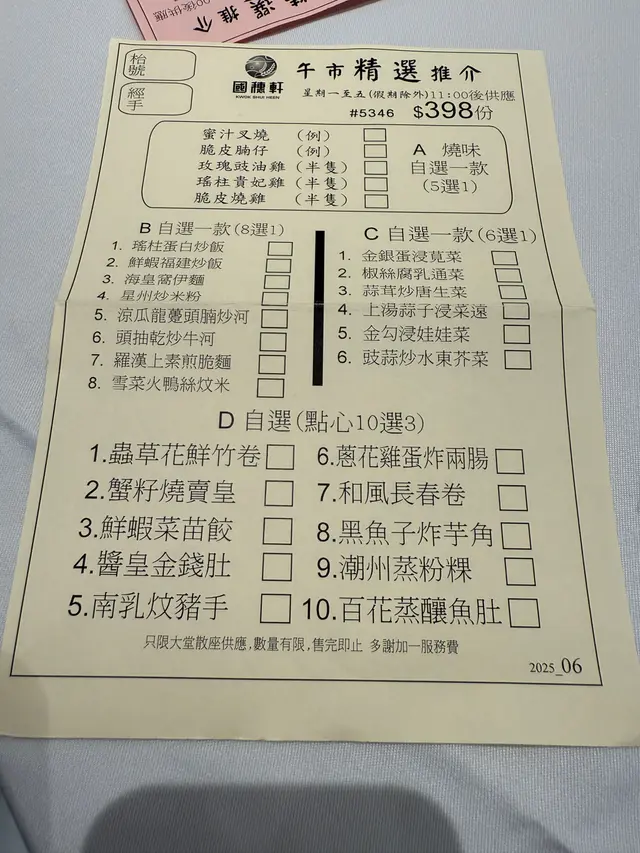 枱號
經手
國穗軒
KWOK SHUI HEEN
午市精選推介
星期一至五(假期除外)11:00後供應
#5346 $398份
蜜汁叉燒 (例)
脆皮腩仔 (例)
玫瑰豉油雞 (半隻)
瑤柱貴妃雞 (半隻)
脆皮燒雞 (半隻)
A 燒味
自選一款
(5選1)
B 自選一款(8選1)
1. 瑤柱蛋白炒飯
2. 鮮蝦福建炒飯
3. 海皇窩伊麵
4. 星州炒米粉
5. 涼瓜龍躉頭腩炒河
6. 頭抽乾炒牛河
7. 羅漢上素煎脆麵
8. 雪菜火鴨絲炆米
C 自選一款(6選1)
1. 金銀蛋浸莧菜
2. 椒絲腐乳通菜
3. 蒜茸炒唐生菜
4. 上湯蒜子浸菜遠
5. 金勾浸娃娃菜
6. 豉蒜炒水東芥菜
D 自選(點心10選3)
1.蟲草花鮮竹卷
2.蟹籽燒賣皇
3.鮮蝦菜苗餃
4.醬皇金錢肚
5.南乳炆豬手
6.蔥花雞蛋炸兩腸
7.和風長春卷
8.黑魚子炸芋角
9.潮州蒸粉粿
10.百花蒸釀魚肚
只限大堂散座供應,數量有限,售完即止 多謝加一服務費
2025_06